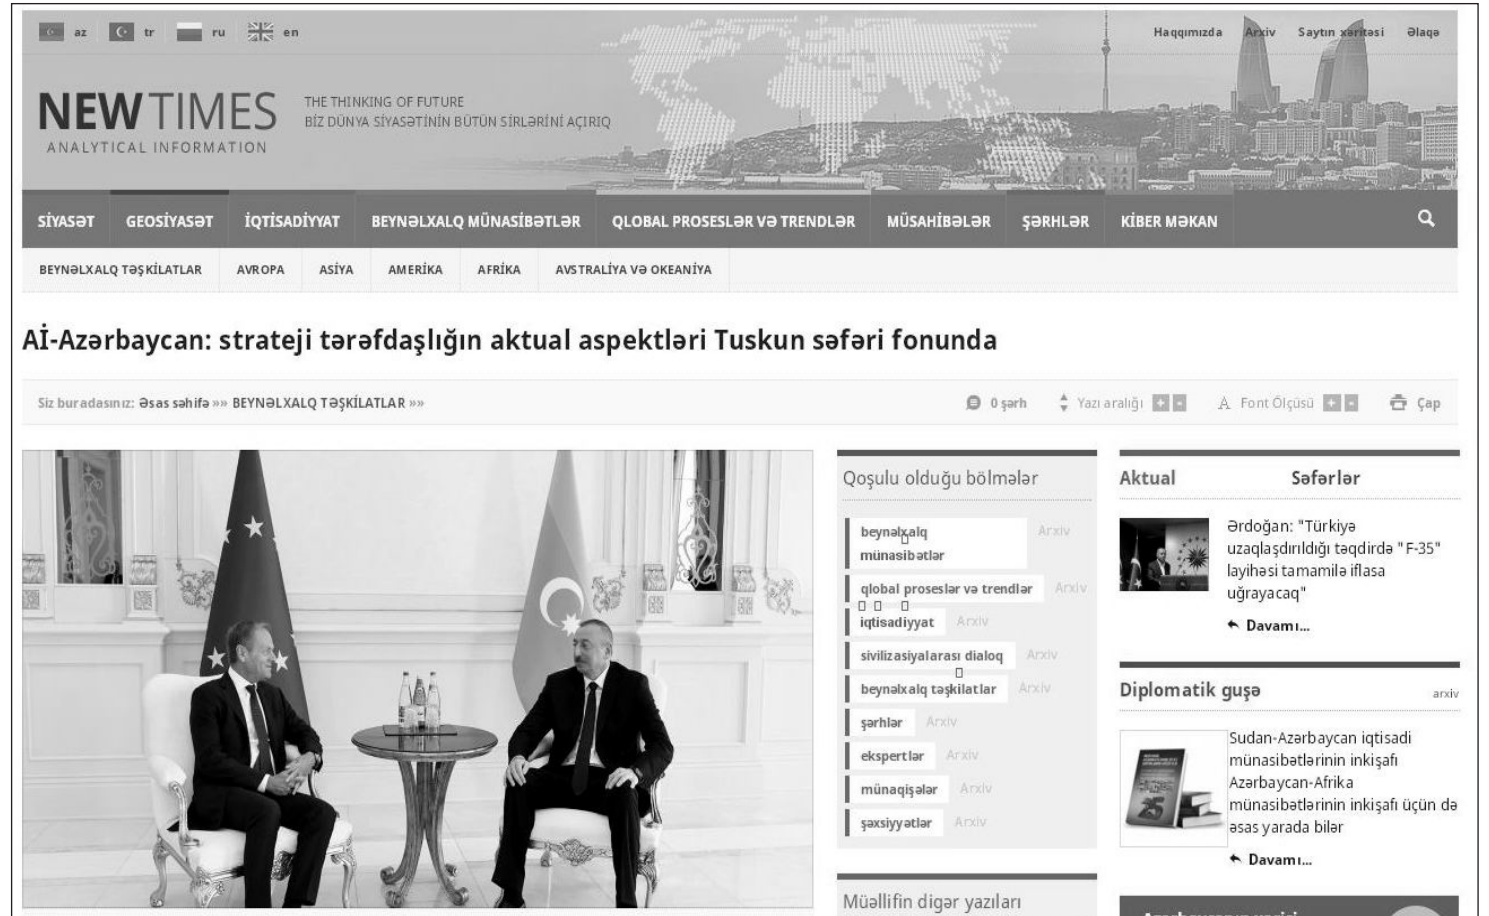 az tr ru en
Haqqımızda Arxiv Saytın xəritəsi Əlaqə
NEWTIMES
ANALYTICAL INFORMATION
THE THINKING OF FUTURE
BİZ DÜNYA SİYASƏTİNİN BÜTÜN SİRLƏRİNİ AÇIRIQ
SİYASƏT GEOSİYASƏT İQTİSADİYYAT BEYNƏLXALQ MÜNASİBƏTLƏR QLOBAL PROSESLƏR VƏ TRENDLƏR MÜSAHİBƏLƏR ŞƏRHLƏR KİBER MƏKAN
BEYNƏLXALQ TƏŞKİLATLAR AVROPA ASİYA AMERİKA AFRİKA AVSTRALİYA VƏ OKEANİYA
Aİ-Azərbaycan: strateji tərəfdaşlığın aktual aspektləri Tuskun səfəri fonunda
Siz buradasınız: Əsas səhifə »» BEYNƏLXALQ TƏŞKİLATLAR »»
0 şərh Yazı aralığı + - A Font Ölçüsü + - Çap
Qoşulu olduğu bölmələr
beynəlxalq
münasibətlər Arxiv
qlobal proseslər və trendlər Arxiv
iqtisadiyyat Arxiv
sivilizasiyalarası dialoq Arxiv
beynəlxalq təşkilatlar Arxiv
şərhlər Arxiv
ekspertlər Arxiv
münaqişələr Arxiv
şəxsiyyətlər Arxiv
Müəllifin digər yazıları
Aktual Səfərlər
Ərdoğan: "Türkiyə
uzaqlaşdırıldığı təqdirdə "F-35"
layihəsi tamamilə iflasa
uğrayacaq"
Davamı...
Diplomatik guşə arxiv
Sudan-Azərbaycan iqtisadi
münasibətlərinin inkişafı
Azərbaycan-Afrika
münasibətlərinin inkişafı üçün də
əsas yarada bilər
Davamı...